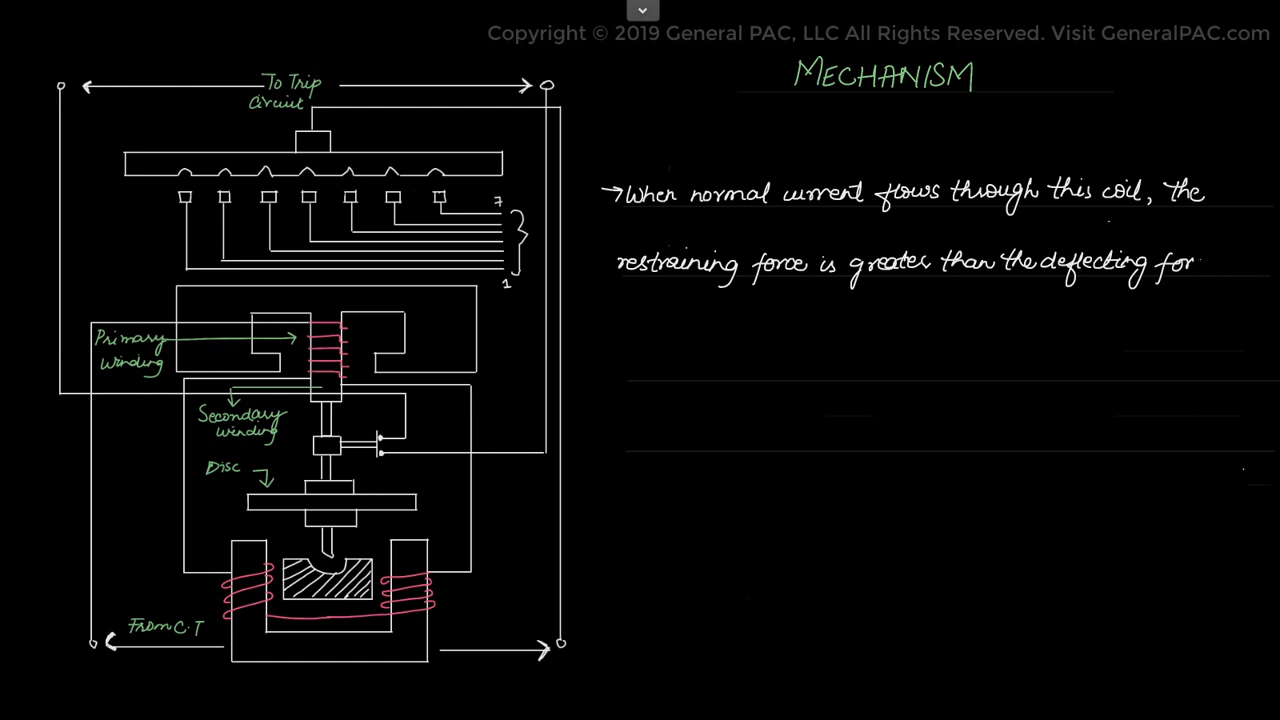 Copyright © 2019 General PAC, LLC All Rights Reserved. Visit GeneralPAC.com
MECHANISM
To Trip
Circuit
7
1
Primary
Winding
Secondary
Winding
Disc
From C.T
→When normal current flows through this coil, the
restraining force is greater than the deflecting for